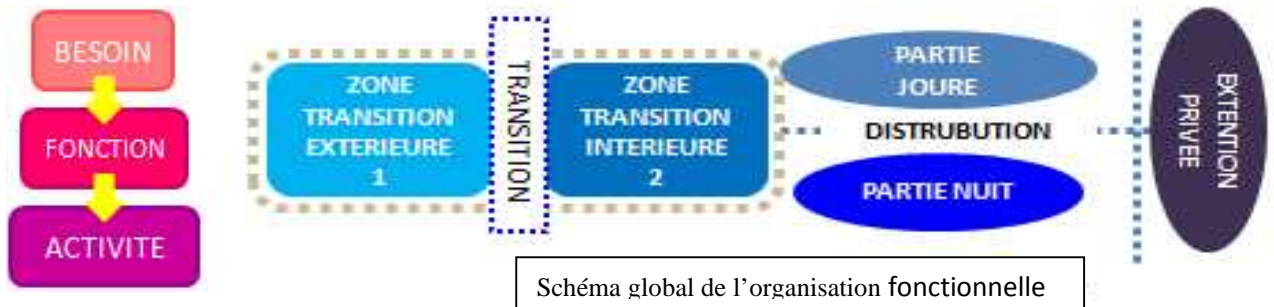 BESOIN
FONCTION
ACTIVITE
ZONE
TRANSITION
EXTERIEURE
1
TRANSITION
ZONE
TRANSITION
INTERIEURE
2
PARTIE
JOURE
DISTRUBUTION
PARTIE NUIT
EXTENTION
PRIVEE
Schéma global de l’organisation fonctionnelle